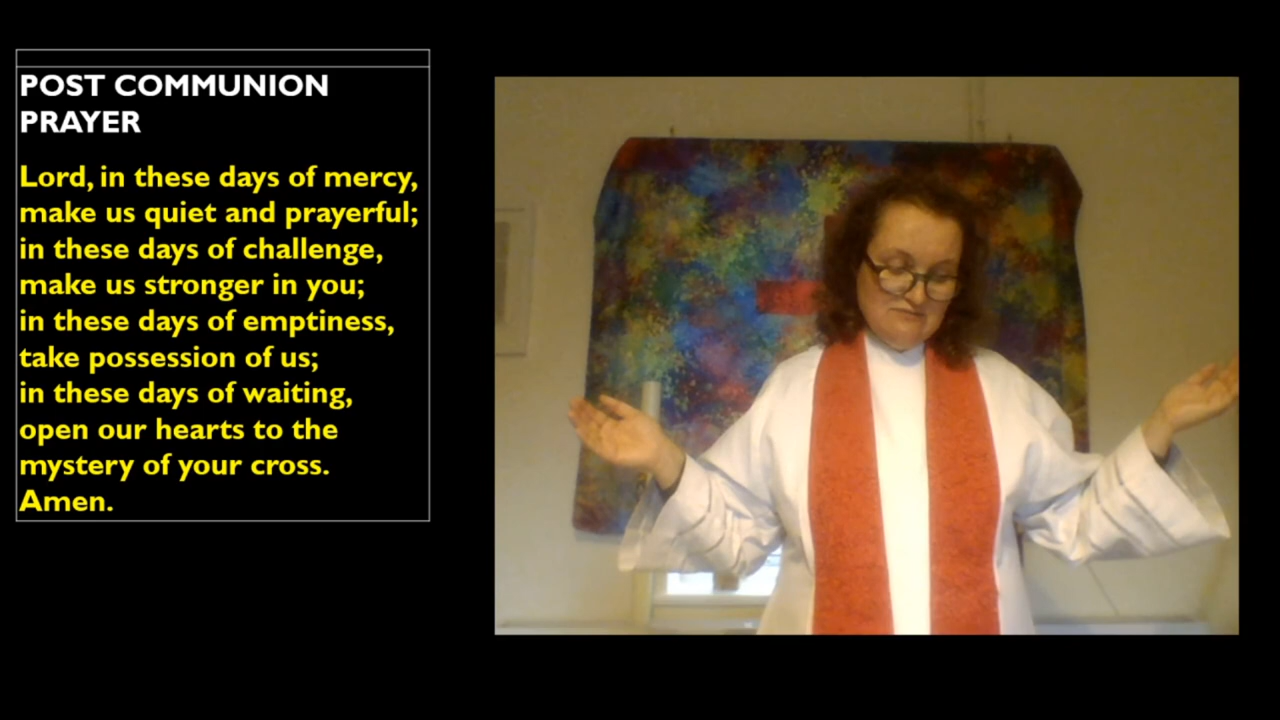 POST COMMUNION
PRAYER
Lord, in these days of mercy,
make us quiet and prayerful;
in these days of challenge,
make us stronger in you;
in these days of emptiness,
take possession of us;
in these days of waiting,
open our hearts to the
mystery of your cross.
Amen.